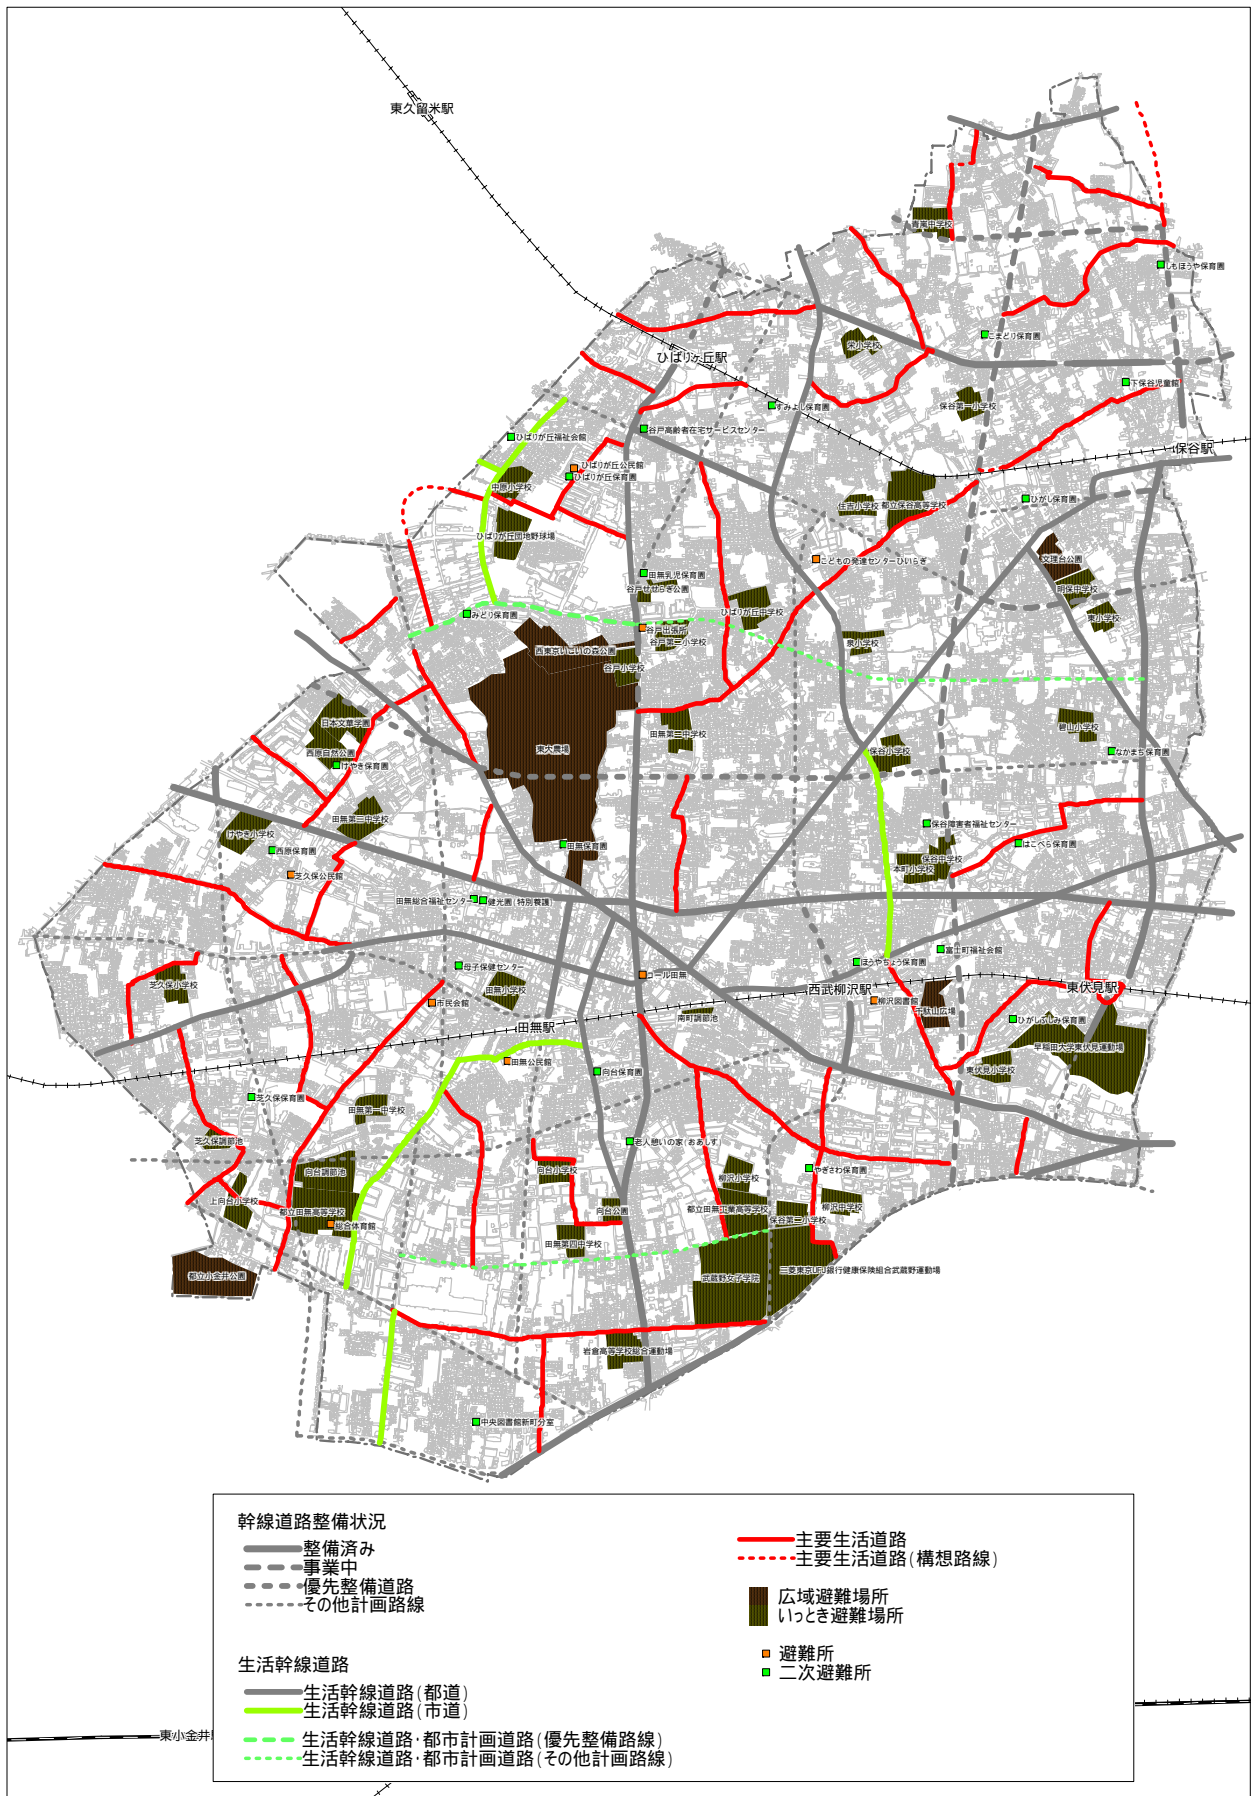 東久留米駅
青嵐中学校
しもほうや保育園
こまどり保育園
栄小学校
ひばりヶ丘駅
下保谷児童館
保谷第一小学校
すみよし保育園
谷戸高齢者在宅サービスセンター
ひばりが丘福祉会館
保谷駅
ひばりが丘公民館
ひばりが丘保育園
中原小学校
ひがし保育園
住吉小学校
都立保谷高等学校
ひばりが丘団地野球場
こどもの発達センターひいらぎ
文理台公園
田無乳児保育園
谷戸せせらぎ公園
明保中学校
みどり保育園
ひばりが丘中学校
東小学校
谷戸出張所
谷戸第二小学校
泉小学校
西東京いこいの森公園
谷戸小学校
日本文華学園
碧山小学校
田無第二中学校
東大農場
保谷小学校
西原自然公園
なかまち保育園
けやき保育園
田無第三中学校
保谷障害者福祉センター
けやき小学校
西原保育園
田無保育園
はこべら保育園
保谷中学校
本町小学校
芝久保公民館
田無総合福祉センター
健光園(特別養護)
富士町福祉会館
ほうやちょう保育園
母子保健センター
コール田無
芝久保小学校
田無小学校
西武柳沢駅
東伏見駅
市民会館
柳沢図書館
千駄山広場
南町調節池
ひがしふしみ保育園
田無駅
早稲田大学東伏見運動場
田無公民館
向台保育園
東伏見小学校
芝久保保育園
田無第一中学校
芝久保調節池
老人憩いの家(おあしす)
向台調節池
向台小学校
柳沢小学校
やぎさわ保育園
上向台小学校
都立田無高等学校
向台公園
都立田無工業高等学校
柳沢中学校
総合体育館
保谷第二小学校
田無第四中学校
都立小金井公園
武蔵野女子学院
三菱東京UFJ銀行健康保険組合武蔵野運動場
岩倉高等学校総合運動場
中央図書館新町分室
幹線道路整備状況
整備済み
事業中
優先整備道路
その他計画路線
生活幹線道路
生活幹線道路(都道)
生活幹線道路(市道)
生活幹線道路・都市計画道路(優先整備路線)
生活幹線道路・都市計画道路(その他計画路線)
主要生活道路
主要生活道路(構想路線)
広域避難場所
いっとき避難場所
避難所
二次避難所
東小金井